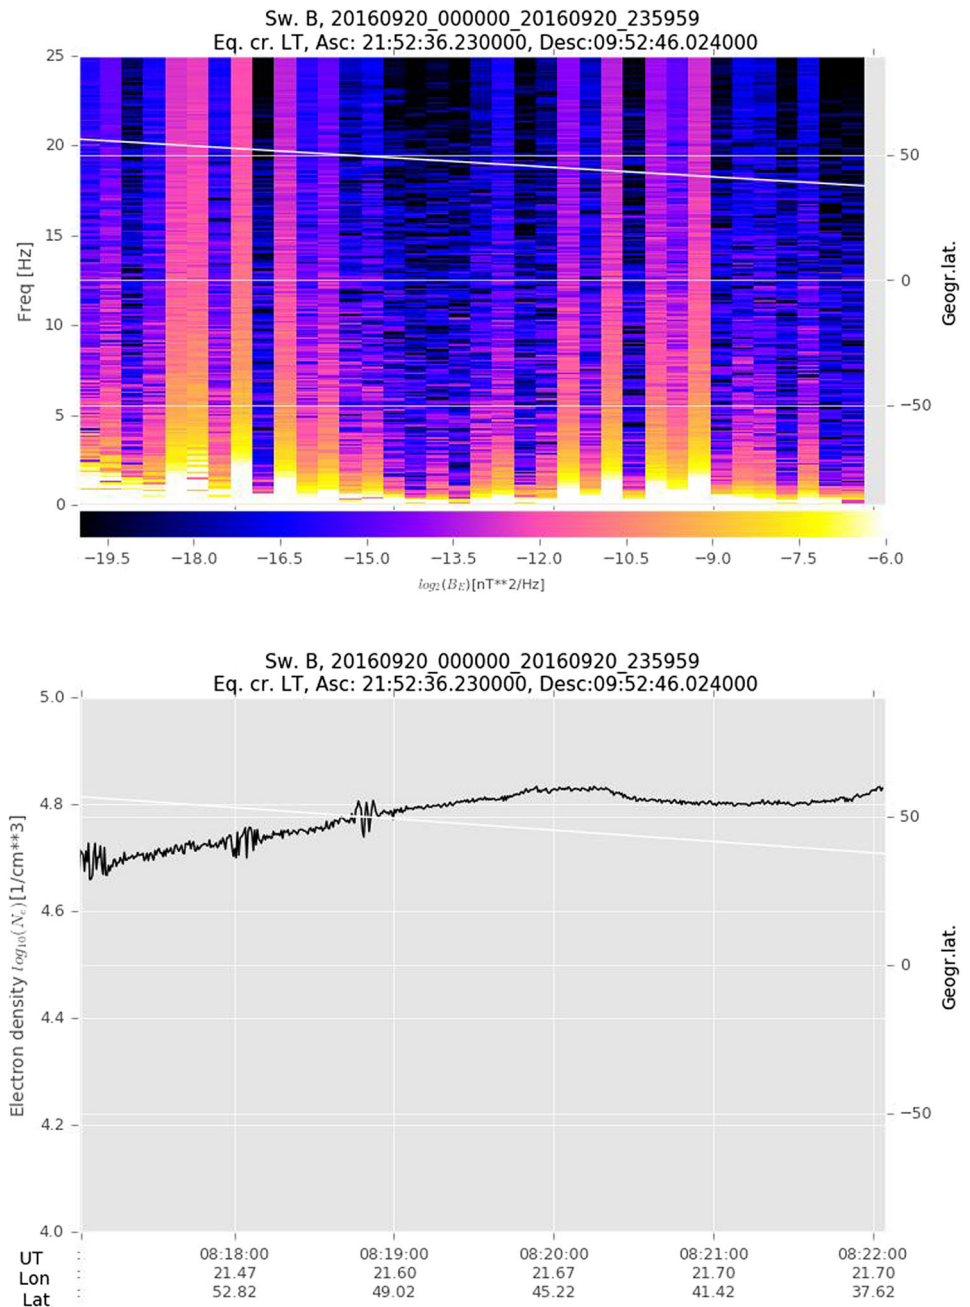 Sw. B, 20160920_000000_20160920_235959
Eq. cr. LT, Asc: 21:52:36.230000, Desc:09:52:46.024000
25
20
15
10
5
0
Freq [Hz]
50
0
−50
Geogr.lat.
−19.5 −18.0 −16.5 −15.0 −13.5 −12.0 −10.5 −9.0 −7.5 −6.0
log₂(B_E)[nT**2/Hz]
Sw. B, 20160920_000000_20160920_235959
Eq. cr. LT, Asc: 21:52:36.230000, Desc:09:52:46.024000
5.0
4.8
4.6
4.4
4.2
4.0
Electron density log₁₀(N_e)[1/cm**3]
50
0
−50
Geogr.lat.
UT : 08:18:00 08:19:00 08:20:00 08:21:00 08:22:00
Lon : 21.47 21.60 21.67 21.70 21.70
Lat : 52.82 49.02 45.22 41.42 37.62